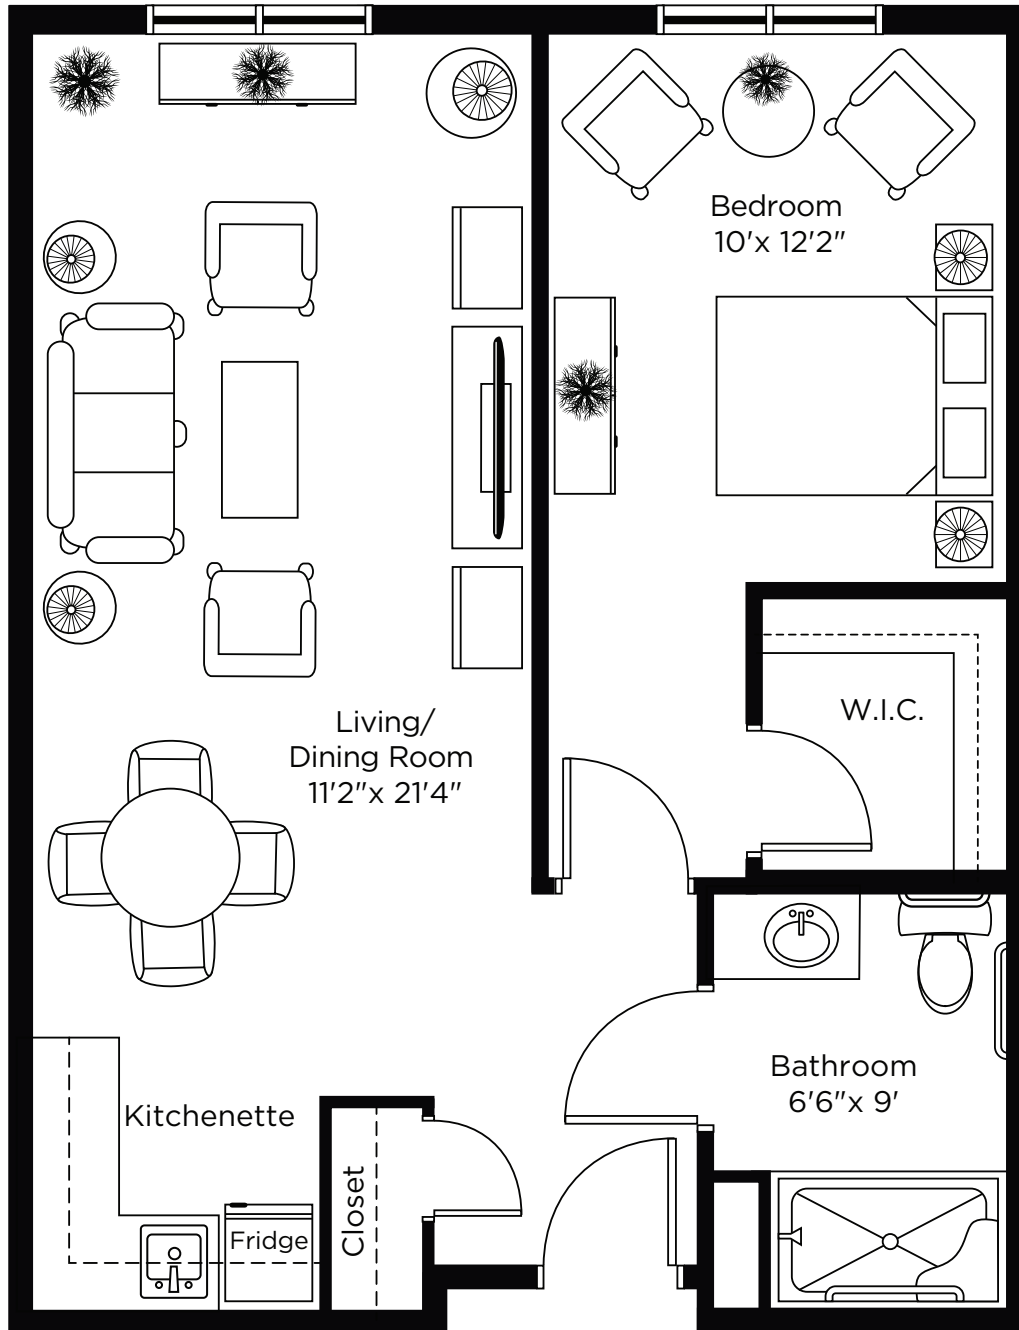 Bedroom
10'x 12'2"
W.I.C.
Living/
Dining Room
11'2"x 21'4"
Bathroom
6'6"x 9'
Kitchenette
Closet
Fridge